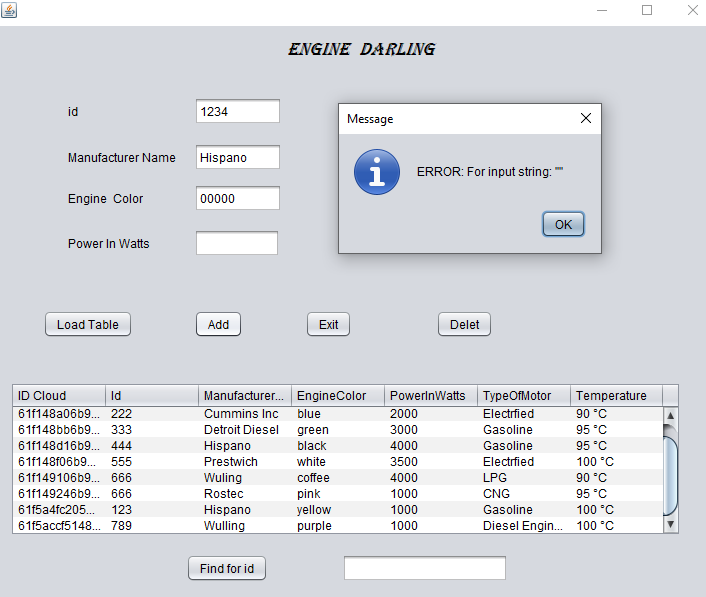 ENGINE DARLING
id
1234
Message
ERROR: For input string: ""
OK
Manufacturer Name
Hispano
Engine Color
00000
Power In Watts
Load Table
Add
Exit
Delet
ID Cloud Id Manufacturer... EngineColor PowerInWatts TypeOfMotor Temperature
61f148a06b9... 222 Cummins Inc blue 2000 Electrfied 90 °C
61f148bb6b9... 333 Detroit Diesel green 3000 Gasoline 95 °C
61f148d16b9... 444 Hispano black 4000 Gasoline 95 °C
61f148f06b9... 555 Prestwich white 3500 Electrfied 100 °C
61f149106b9... 666 Wuling coffee 4000 LPG 90 °C
61f149246b9... 666 Rostec pink 1000 CNG 95 °C
61f5a4fc205... 123 Hispano yellow 1000 Gasoline 100 °C
61f5accf5148... 789 Wulling purple 1000 Diesel Engin... 100 °C
Find for id